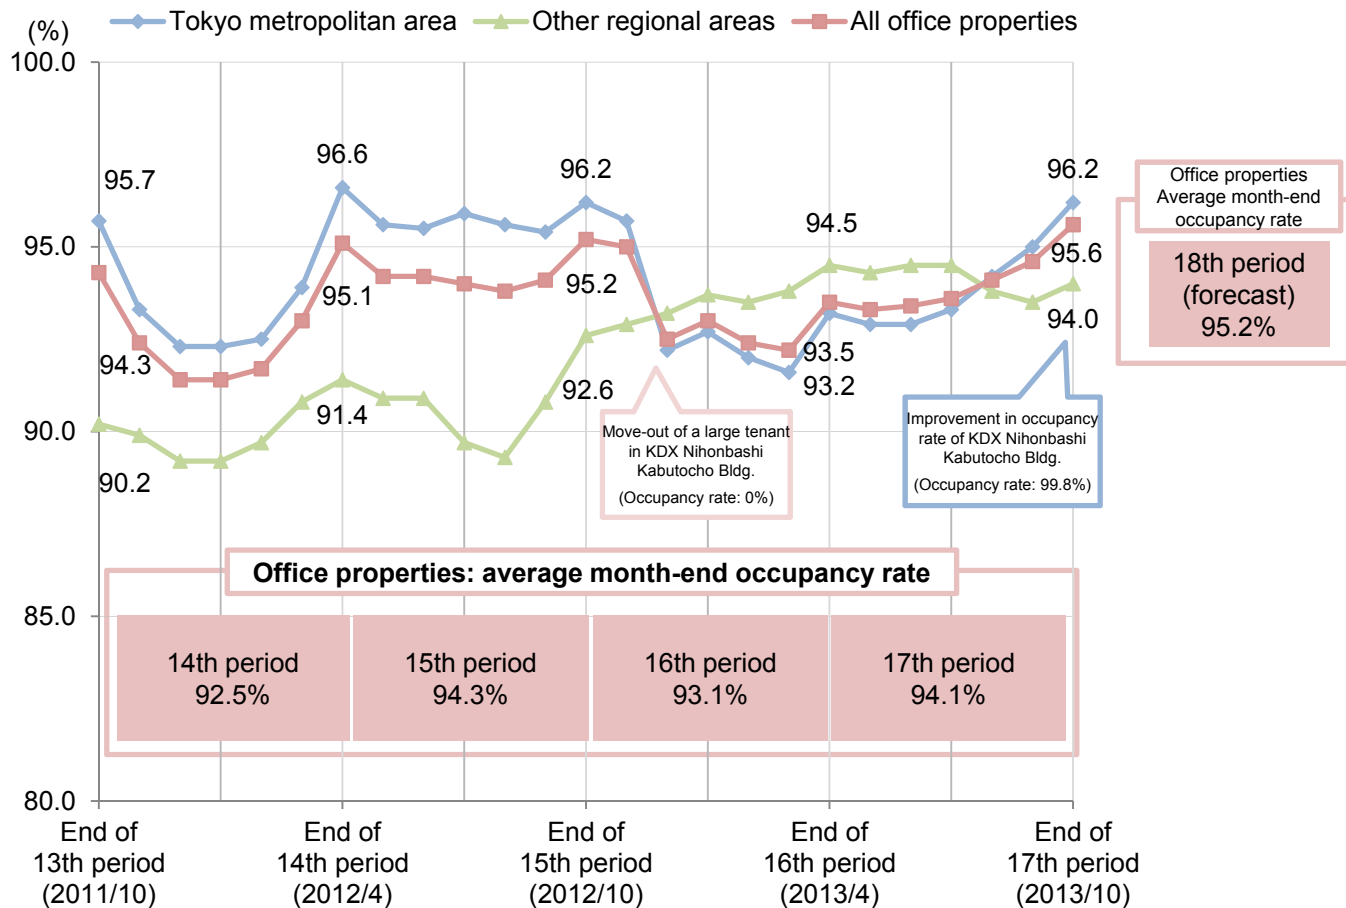 Tokyo metropolitan area Other regional areas All office properties
(%)
100.0
95.0
90.0
85.0
80.0
95.7
96.6
96.2
94.5
96.2
94.3
95.1
95.2
93.5
93.2
95.6
94.0
90.2
91.4
92.6
Move-out of a large tenant
in KDX Nihonbashi
Kabutocho Bldg.
(Occupancy rate: 0%)
Improvement in occupancy
rate of KDX Nihonbashi
Kabutocho Bldg.
(Occupancy rate: 99.8%)
Office properties
Average month-end
occupancy rate
18th period
(forecast)
95.2%
Office properties: average month-end occupancy rate
14th period
92.5%
15th period
94.3%
16th period
93.1%
17th period
94.1%
End of
13th period
(2011/10)
End of
14th period
(2012/4)
End of
15th period
(2012/10)
End of
16th period
(2013/4)
End of
17th period
(2013/10)